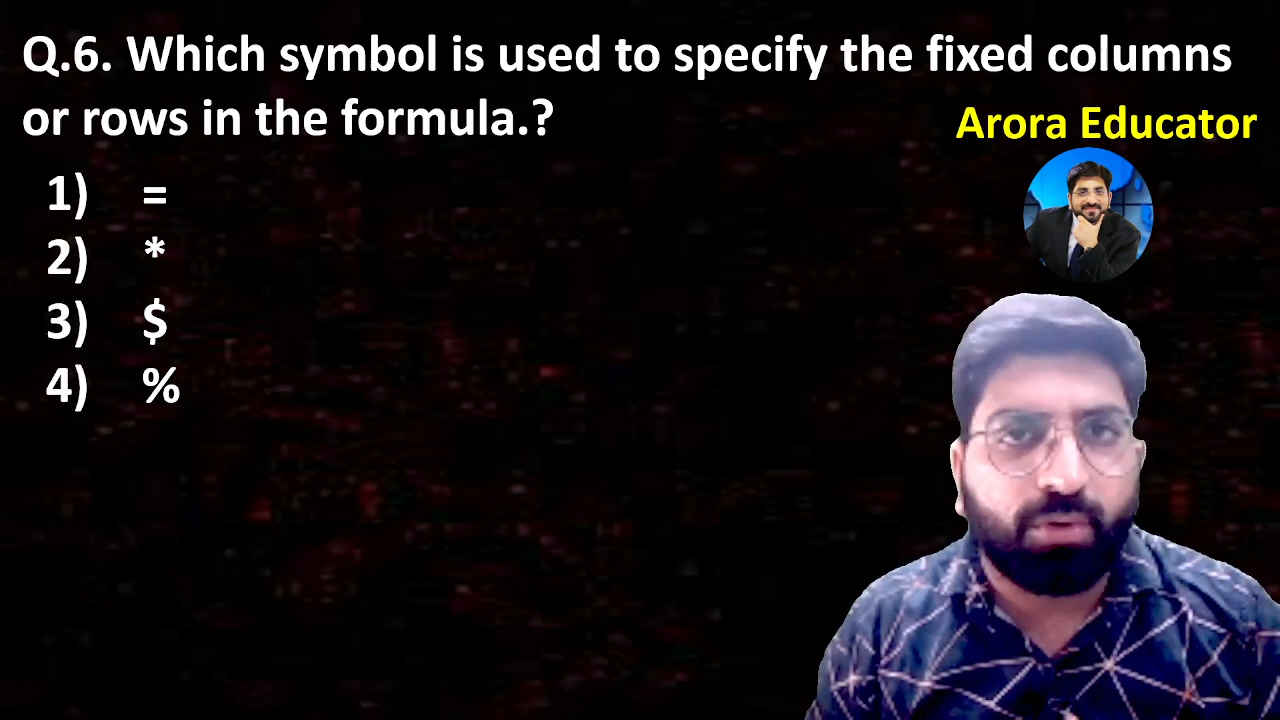 Q.6. Which symbol is used to specify the fixed columns
or rows in the formula.?
Arora Educator
1) =
2) *
3) $
4) %